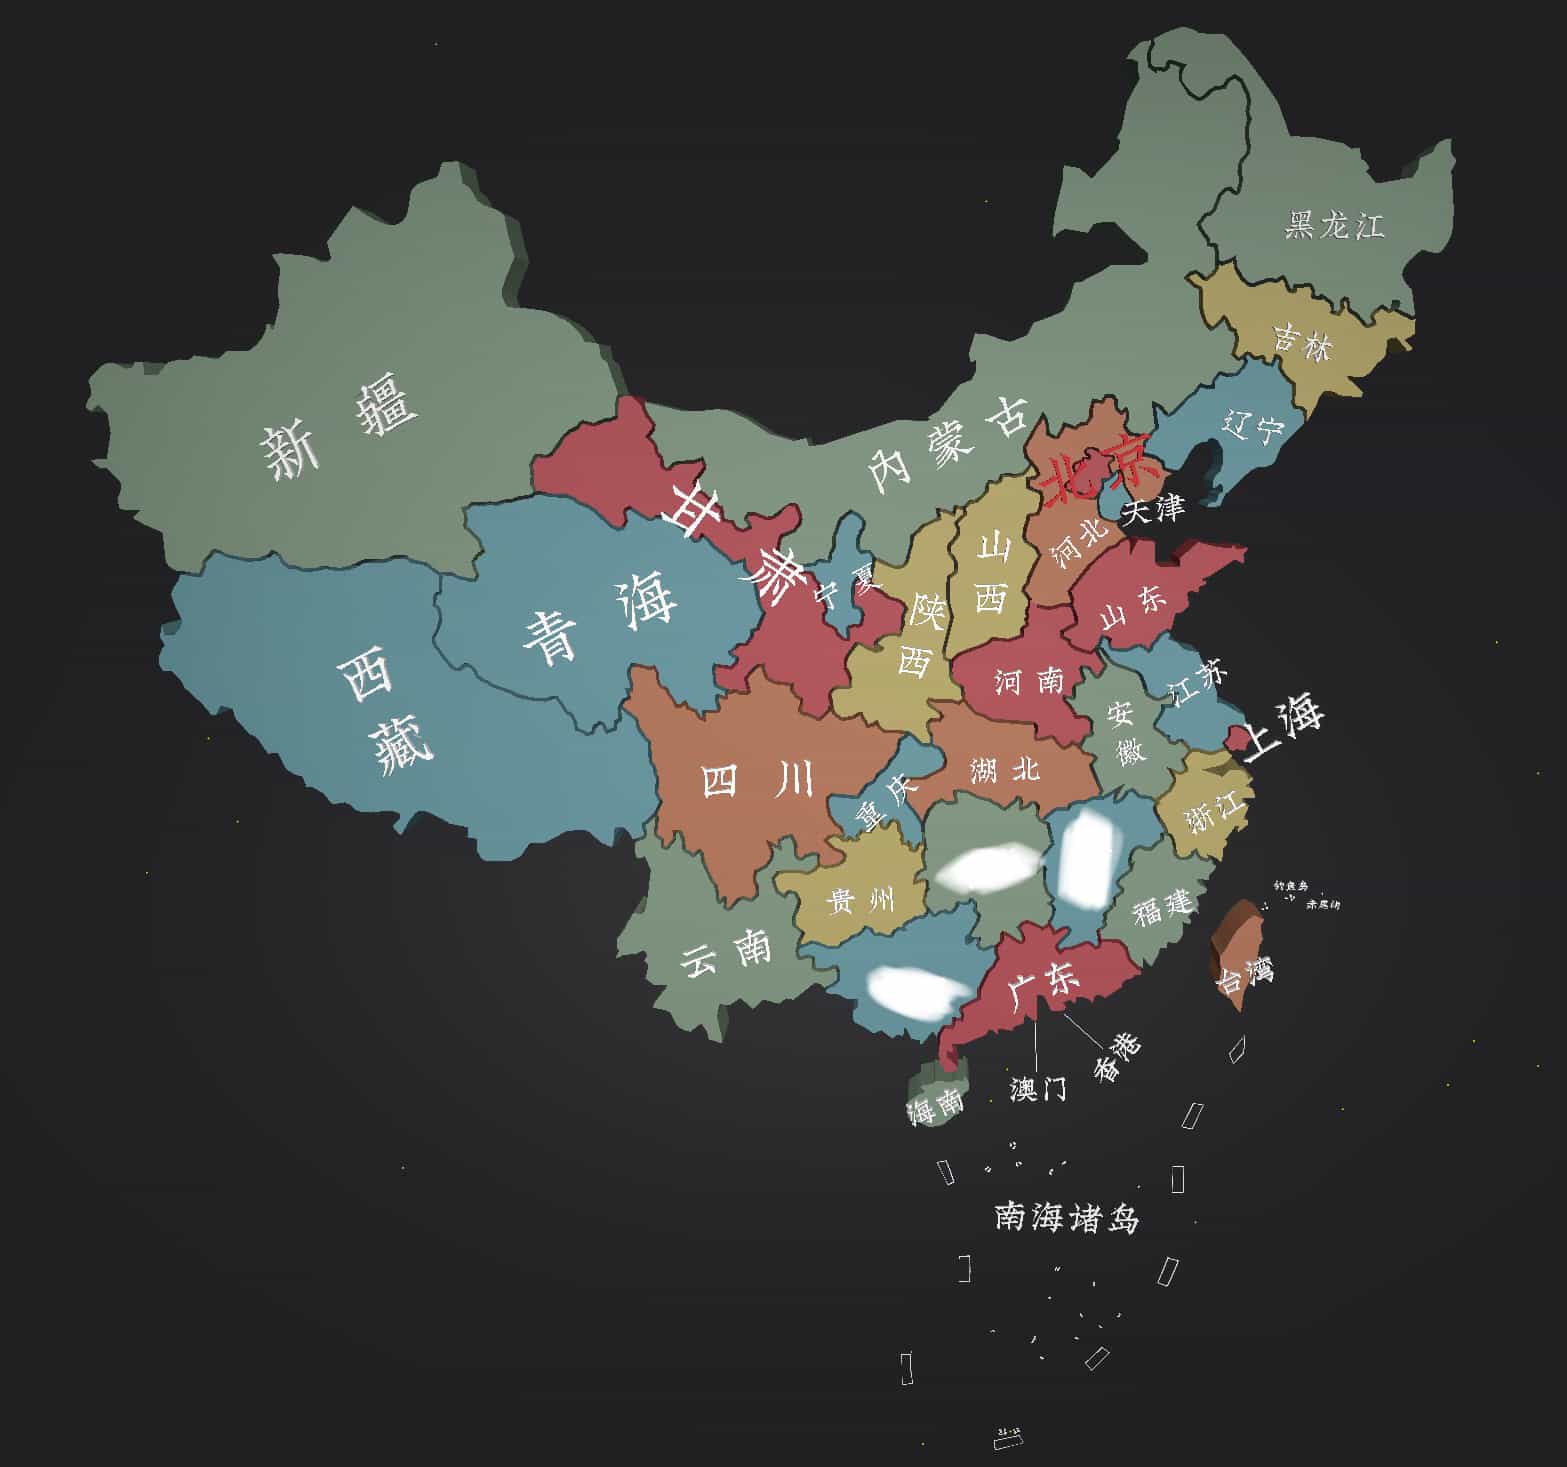 黑龙江
吉林
辽宁
新疆
内蒙古
北京
天津
甘肃
河北
山西
宁夏
陕西
青海
山东
西藏
河南
江苏
安徽
上海
四川
湖北
重庆
浙江
贵州
福建
钓鱼岛
赤尾屿
云南
广东
台湾
香港
澳门
海南
南海诸岛